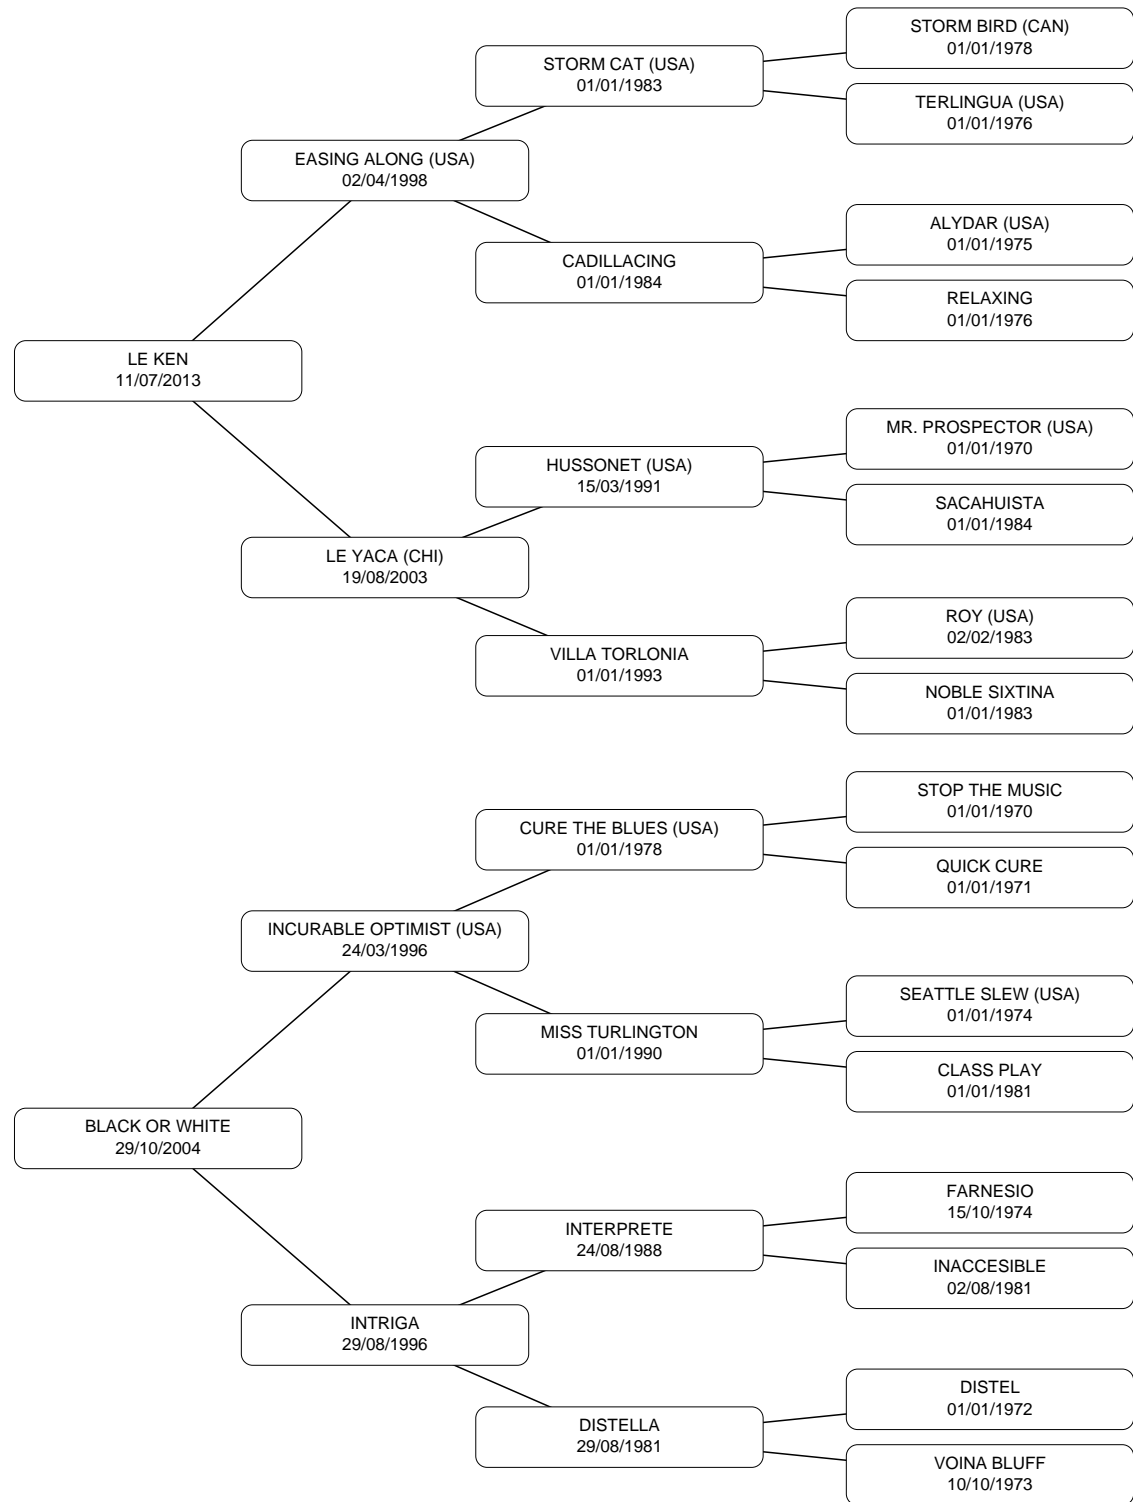 STORM BIRD (CAN)
01/01/1978
STORM CAT (USA)
01/01/1983
TERLINGUA (USA)
01/01/1976
EASING ALONG (USA)
02/04/1998
ALYDAR (USA)
01/01/1975
CADILLACING
01/01/1984
RELAXING
01/01/1976
LE KEN
11/07/2013
MR. PROSPECTOR (USA)
01/01/1970
HUSSONET (USA)
15/03/1991
SACAHUISTA
01/01/1984
LE YACA (CHI)
19/08/2003
ROY (USA)
02/02/1983
VILLA TORLONIA
01/01/1993
NOBLE SIXTINA
01/01/1983
STOP THE MUSIC
01/01/1970
CURE THE BLUES (USA)
01/01/1978
QUICK CURE
01/01/1971
INCURABLE OPTIMIST (USA)
24/03/1996
SEATTLE SLEW (USA)
01/01/1974
MISS TURLINGTON
01/01/1990
CLASS PLAY
01/01/1981
BLACK OR WHITE
29/10/2004
FARNESIO
15/10/1974
INTERPRETE
24/08/1988
INACCESIBLE
02/08/1981
INTRIGA
29/08/1996
DISTEL
01/01/1972
DISTELLA
29/08/1981
VOINA BLUFF
10/10/1973